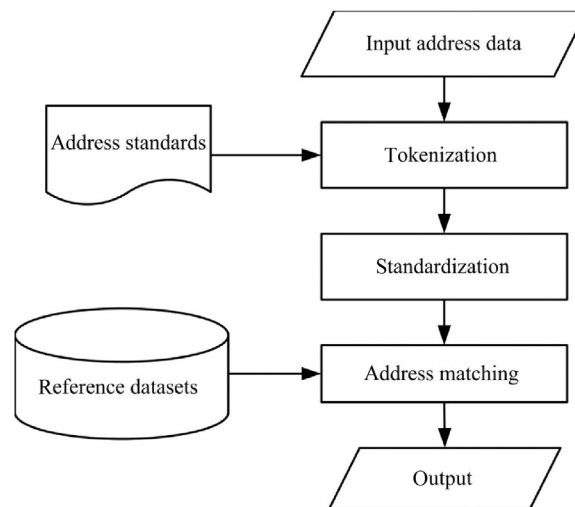 Input address data
Address standards
Tokenization
Standardization
Reference datasets
Address matching
Output